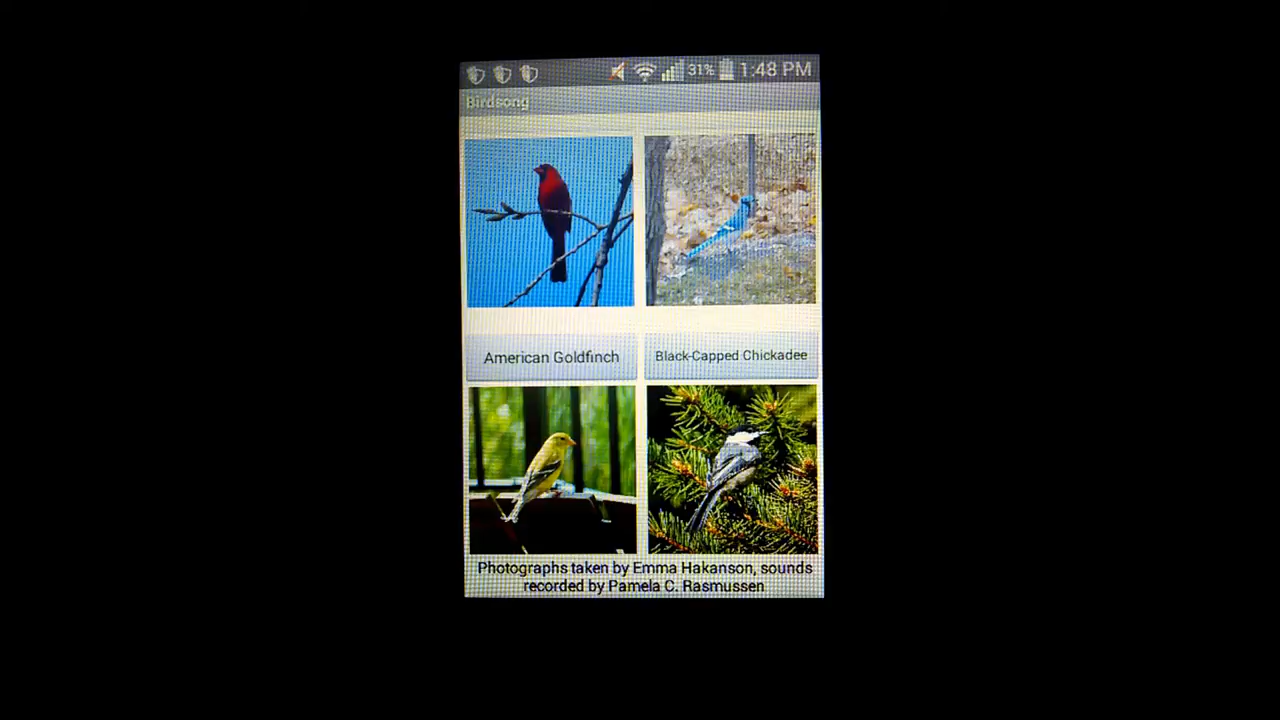 31% 1:48 PM
Birdsong
American Goldfinch
Black-Capped Chickadee
Photographs taken by Emma Hakanson, sounds
recorded by Pamela C. Rasmussen